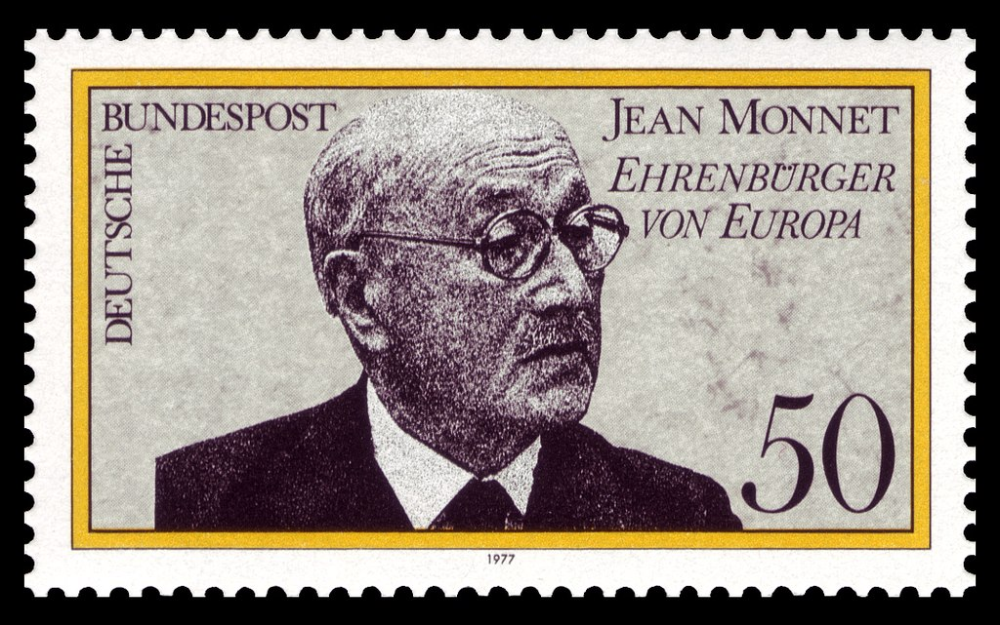 DEUTSCHE
BUNDESPOST
JEAN MONNET
EHRENBÜRGER
VON EUROPA
50
1977